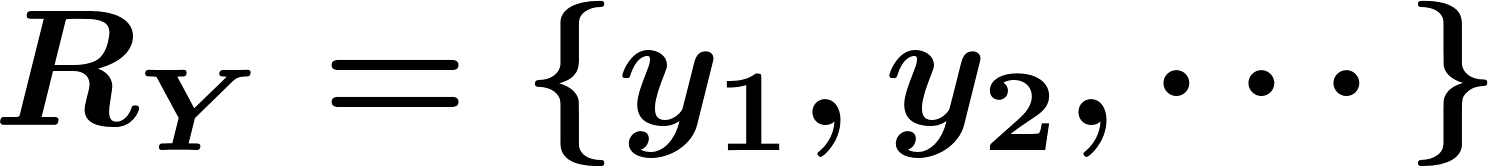 R_Y = {y_1, y_2, ⋯}